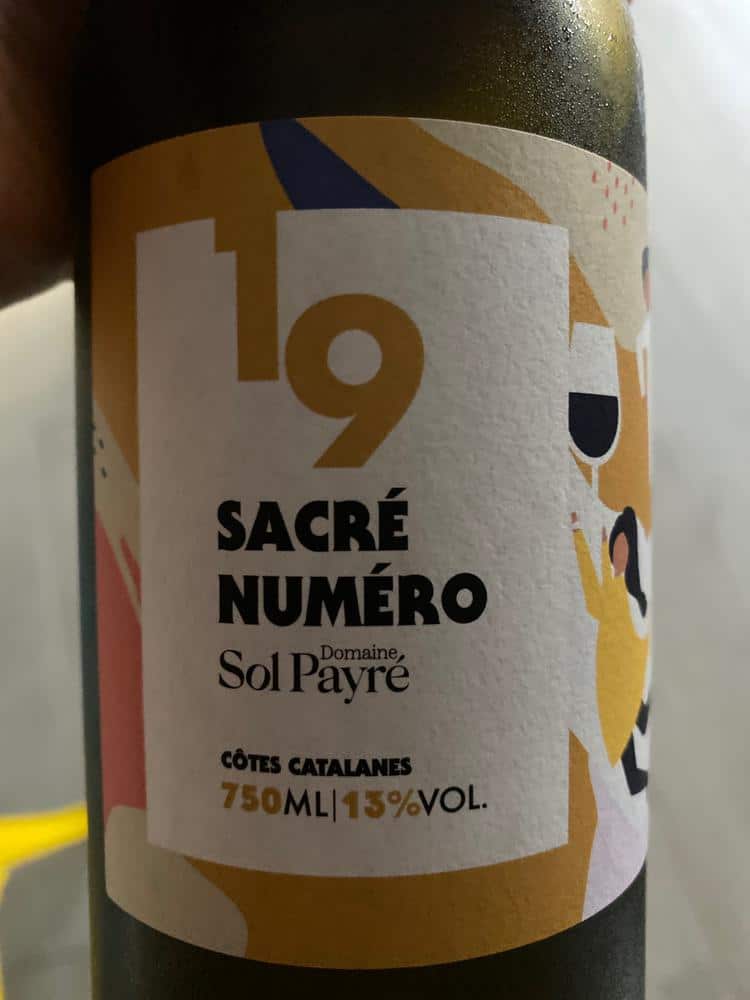 19
SACRÉ
NUMÉRO
Domaine
Sol Payré
CÔTES CATALANES
750ML|13%VOL.